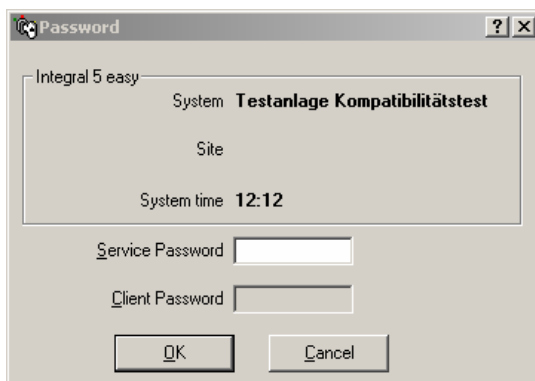 Password
Integral 5 easy
System Testanlage Kompatibilitätstest
Site
System time 12:12
Service Password
Client Password
OK Cancel